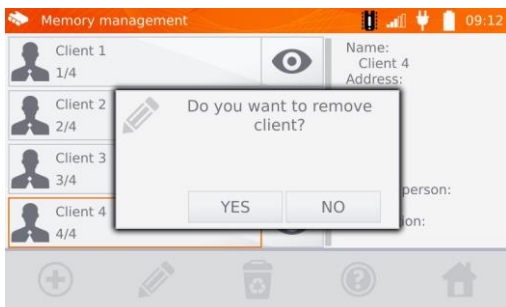 Memory management
09:12
Client 1
1/4
Client 2
2/4
Client 3
3/4
Client 4
4/4
Name:
Client 4
Address:
person:
ion:
Do you want to remove
client?
YES
NO